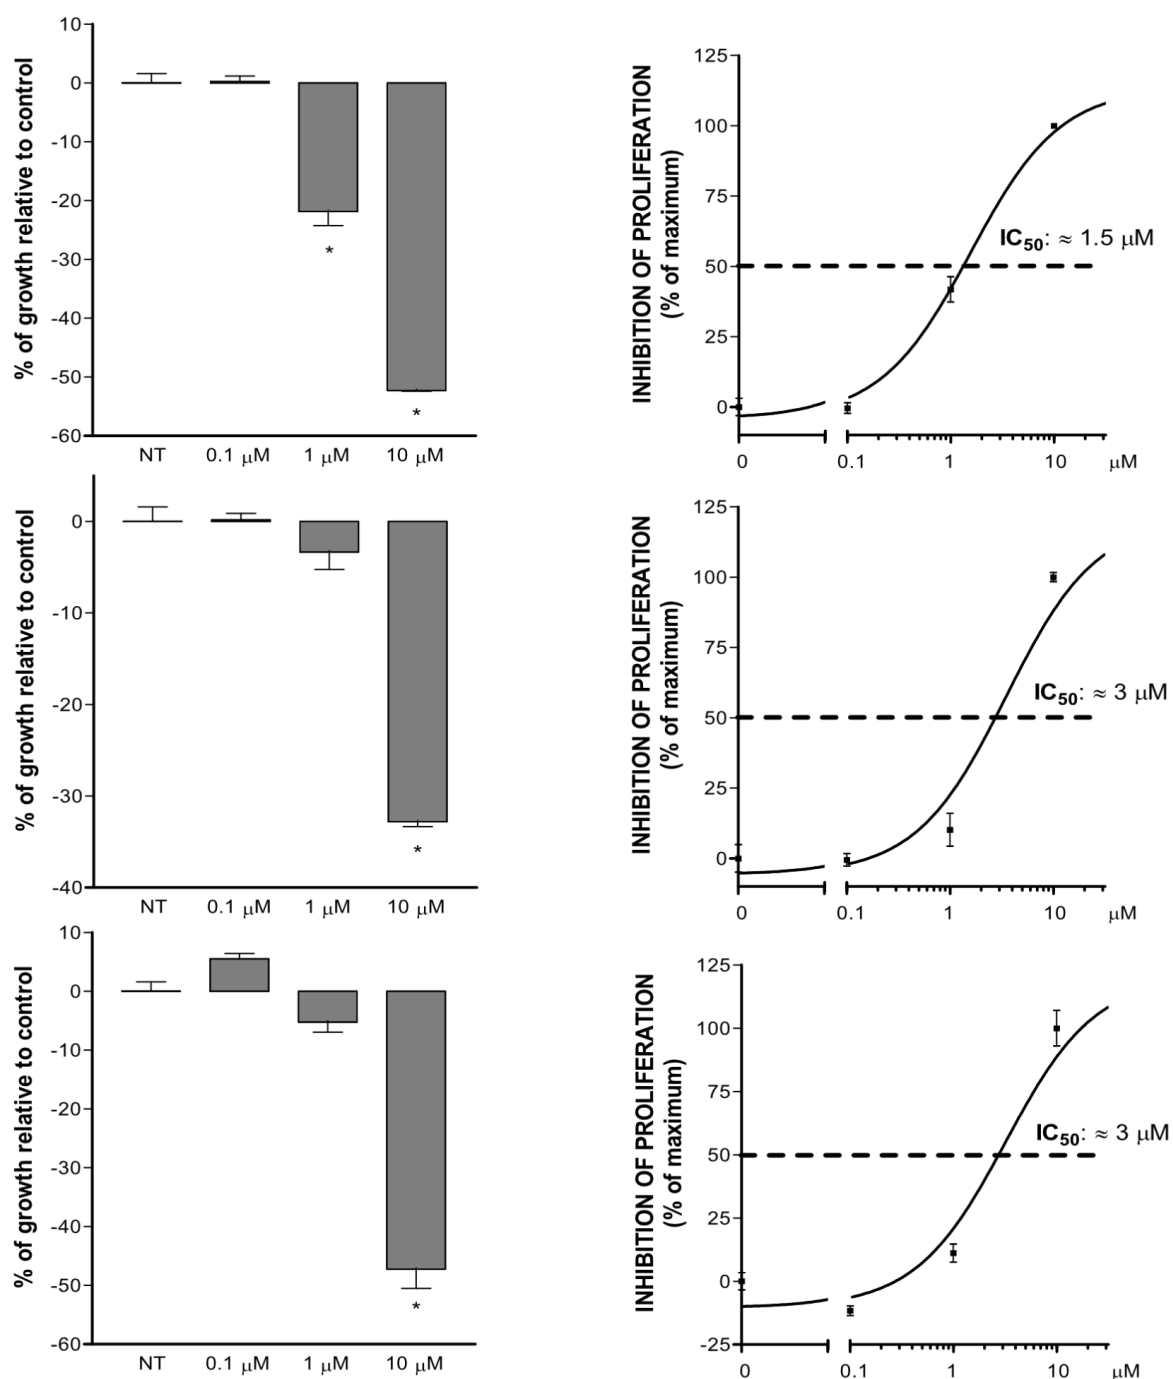 % of growth relative to control
10
0
-10
-20
-30
-40
-50
-60
*
*
NT 0.1 μM 1 μM 10 μM
INHIBITION OF PROLIFERATION
(% of maximum)
125
100
75
50
25
0
IC50: ≈ 1.5 μM
0 0.1 1 10 μM
% of growth relative to control
0
-10
-20
-30
-40
*
NT 0.1 μM 1 μM 10 μM
INHIBITION OF PROLIFERATION
(% of maximum)
125
100
75
50
25
0
IC50: ≈ 3 μM
0 0.1 1 10 μM
% of growth relative to control
10
0
-10
-20
-30
-40
-50
-60
*
NT 0.1 μM 1 μM 10 μM
INHIBITION OF PROLIFERATION
(% of maximum)
125
100
75
50
25
0
-25
IC50: ≈ 3 μM
0 0.1 1 10 μM